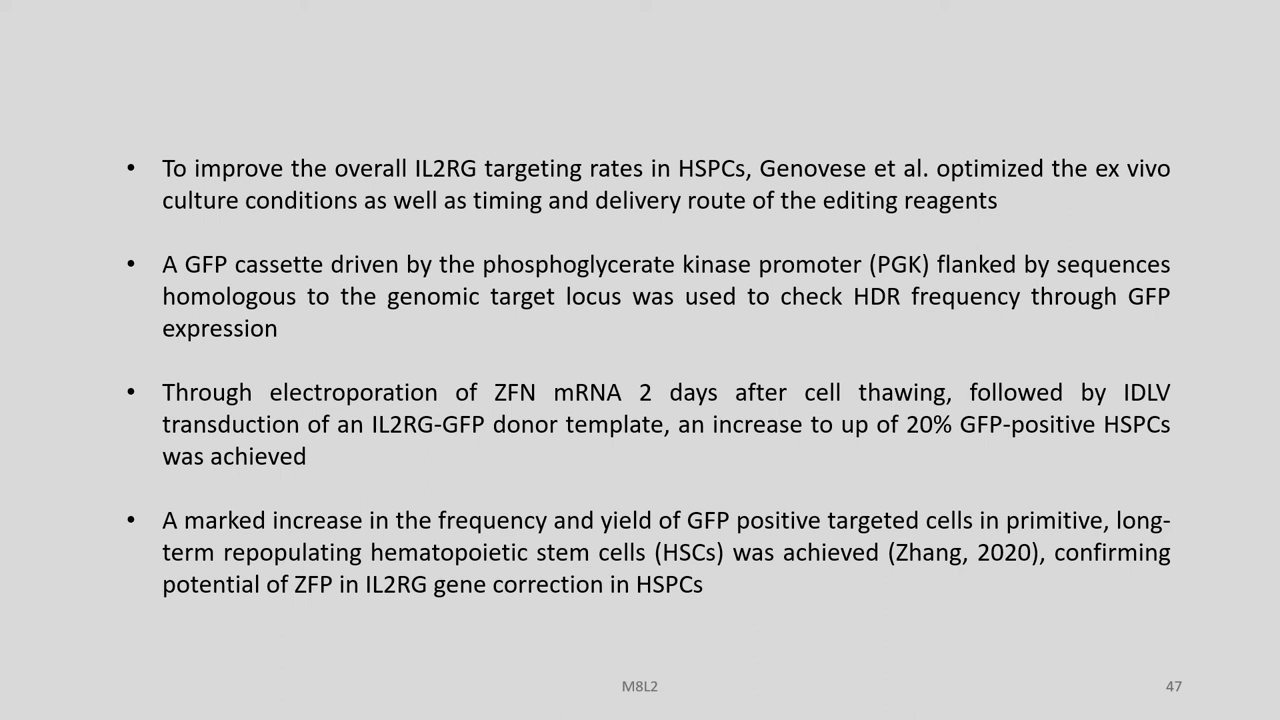 • To improve the overall IL2RG targeting rates in HSPCs, Genovese et al. optimized the ex vivo
culture conditions as well as timing and delivery route of the editing reagents
• A GFP cassette driven by the phosphoglycerate kinase promoter (PGK) flanked by sequences
homologous to the genomic target locus was used to check HDR frequency through GFP
expression
• Through electroporation of ZFN mRNA 2 days after cell thawing, followed by IDLV
transduction of an IL2RG-GFP donor template, an increase to up of 20% GFP-positive HSPCs
was achieved
• A marked increase in the frequency and yield of GFP positive targeted cells in primitive, long-
term repopulating hematopoietic stem cells (HSCs) was achieved (Zhang, 2020), confirming
potential of ZFP in IL2RG gene correction in HSPCs
M8L2
47